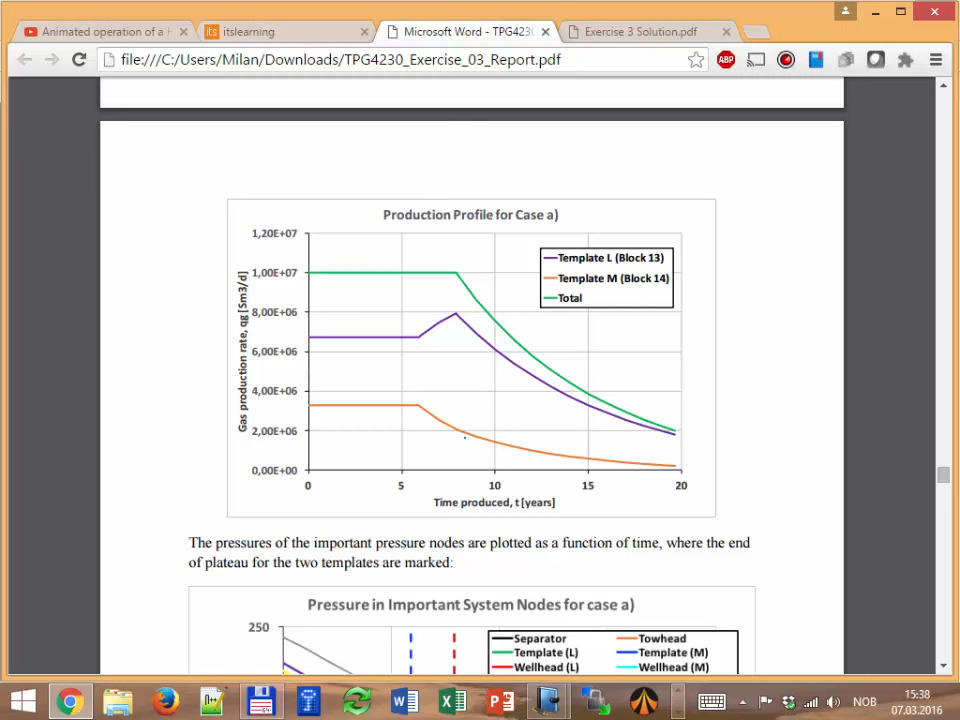 Animated operation of a
itslearning
Microsoft Word - TPG423
Exercise 3 Solution.pdf
file:///C:/Users/Milan/Downloads/TPG4230_Exercise_03_Report.pdf
ABP
Production Profile for Case a)
1,20E+07
1,00E+07
8,00E+06
6,00E+06
4,00E+06
2,00E+06
0,00E+00
Gas production rate, qg [Sm3/d]
Template L (Block 13)
Template M (Block 14)
Total
0 5 10 15 20
Time produced, t [years]
The pressures of the important pressure nodes are plotted as a function of time, where the end
of plateau for the two templates are marked:
Pressure in Important System Nodes for case a)
250
Separator Towhead
Template (L) Template (M)
Wellhead (L) Wellhead (M)
NOB
15:38
07.03.2016